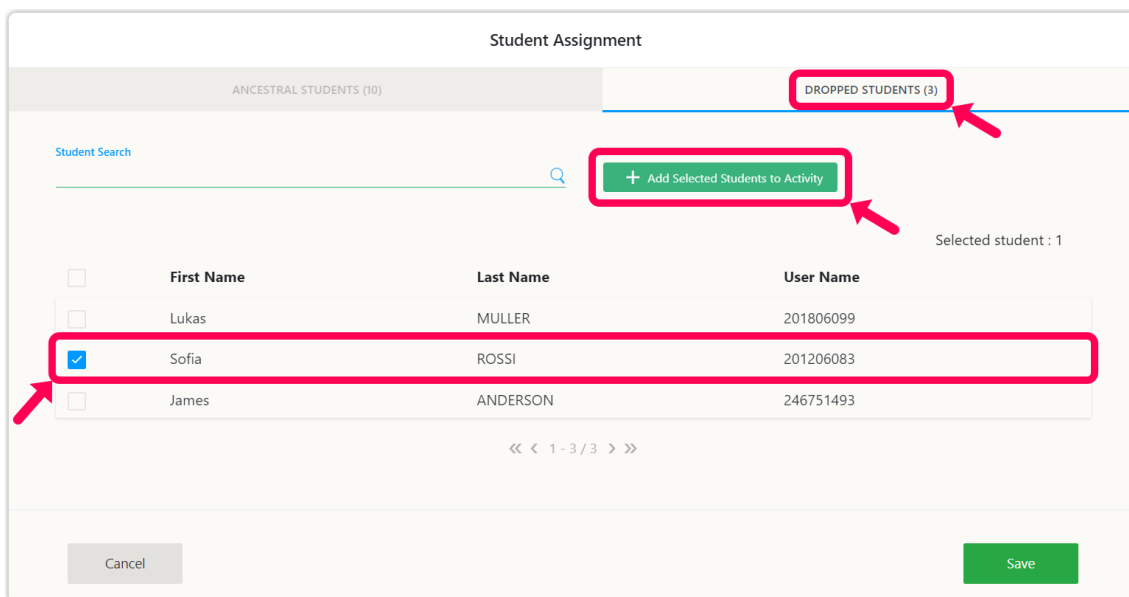 Student Assignment
ANCESTRAL STUDENTS (10)
DROPPED STUDENTS (3)
Student Search
+ Add Selected Students to Activity
Selected student : 1
First Name Last Name User Name
Lukas MULLER 201806099
Sofia ROSSI 201206083
James ANDERSON 246751493
« ‹ 1 - 3 / 3 › »
Cancel Save